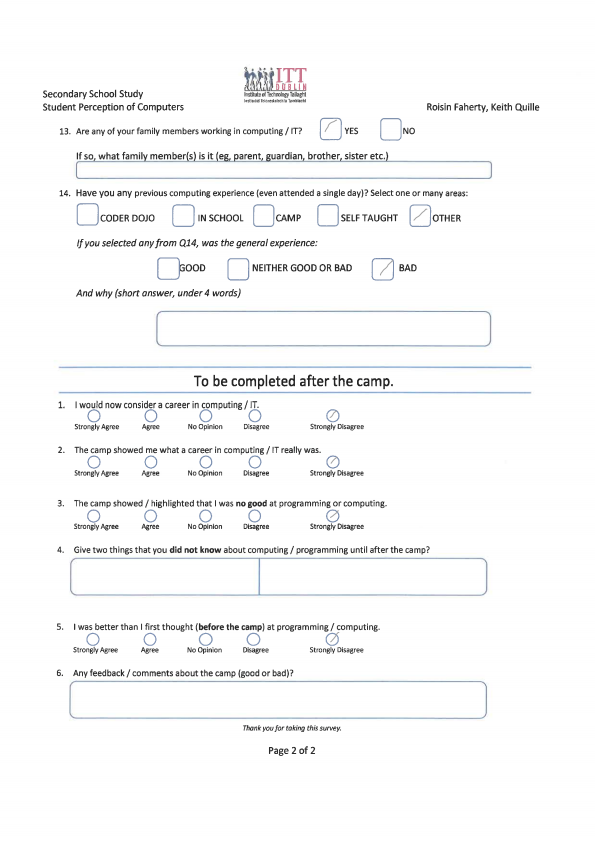 ITT
DUBLIN
Institute of Technology Tallaght
Secondary School Study
Student Perception of Computers
Roisin Faherty, Keith Quille
13. Are any of your family members working in computing / IT? YES NO
If so, what family member(s) is it (eg, parent, guardian, brother, sister etc.)
14. Have you any previous computing experience (even attended a single day)? Select one or many areas:
CODER DOJO IN SCHOOL CAMP SELF TAUGHT OTHER
If you selected any from Q14, was the general experience:
GOOD NEITHER GOOD OR BAD BAD
And why (short answer, under 4 words)
To be completed after the camp.
1. I would now consider a career in computing / IT.
Strongly Agree Agree No Opinion Disagree Strongly Disagree
2. The camp showed me what a career in computing / IT really was.
Strongly Agree Agree No Opinion Disagree Strongly Disagree
3. The camp showed / highlighted that I was no good at programming or computing.
Strongly Agree Agree No Opinion Disagree Strongly Disagree
4. Give two things that you did not know about computing / programming until after the camp?
5. I was better than I first thought (before the camp) at programming / computing.
Strongly Agree Agree No Opinion Disagree Strongly Disagree
6. Any feedback / comments about the camp (good or bad)?
Thank you for taking this survey.
Page 2 of 2